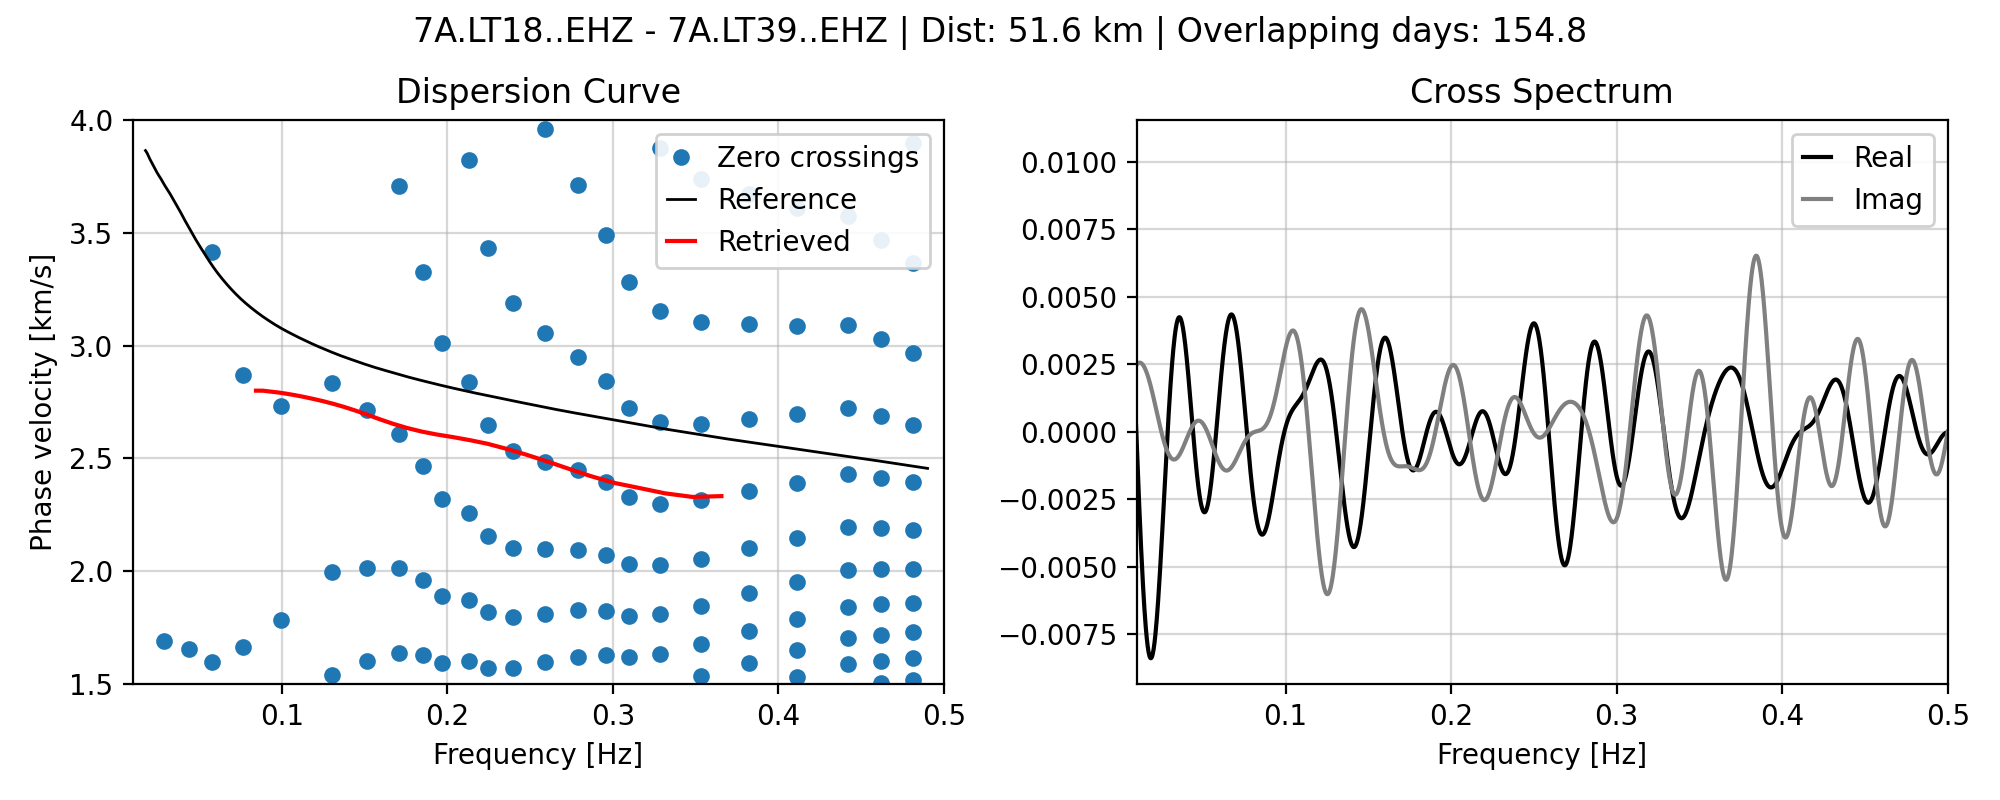 7A.LT18..EHZ - 7A.LT39..EHZ | Dist: 51.6 km | Overlapping days: 154.8
Dispersion Curve
Phase velocity [km/s]
4.0
3.5
3.0
2.5
2.0
1.5
0.1
0.2
0.3
0.4
0.5
Frequency [Hz]
Zero crossings
Reference
Retrieved
Cross Spectrum
0.0100
0.0075
0.0050
0.0025
0.0000
−0.0025
−0.0050
−0.0075
0.1
0.2
0.3
0.4
0.5
Frequency [Hz]
Real
Imag